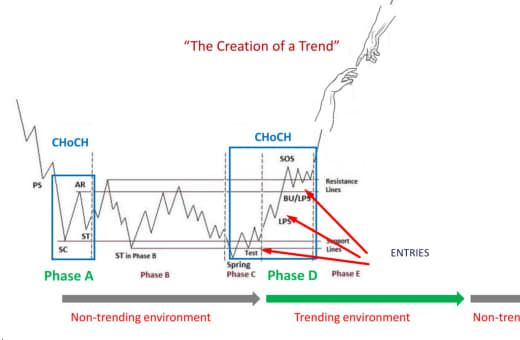 “The Creation of a Trend”
CHoCH
CHoCH
SOS
PS
AR
Resistance
Lines
BU/LPS
LPS
ST
Support
Lines
ENTRIES
SC
ST in Phase B
Test
Spring
Phase A
Phase B
Phase C
Phase D
Phase E
Non-trending environment
Trending environment
Non-tren